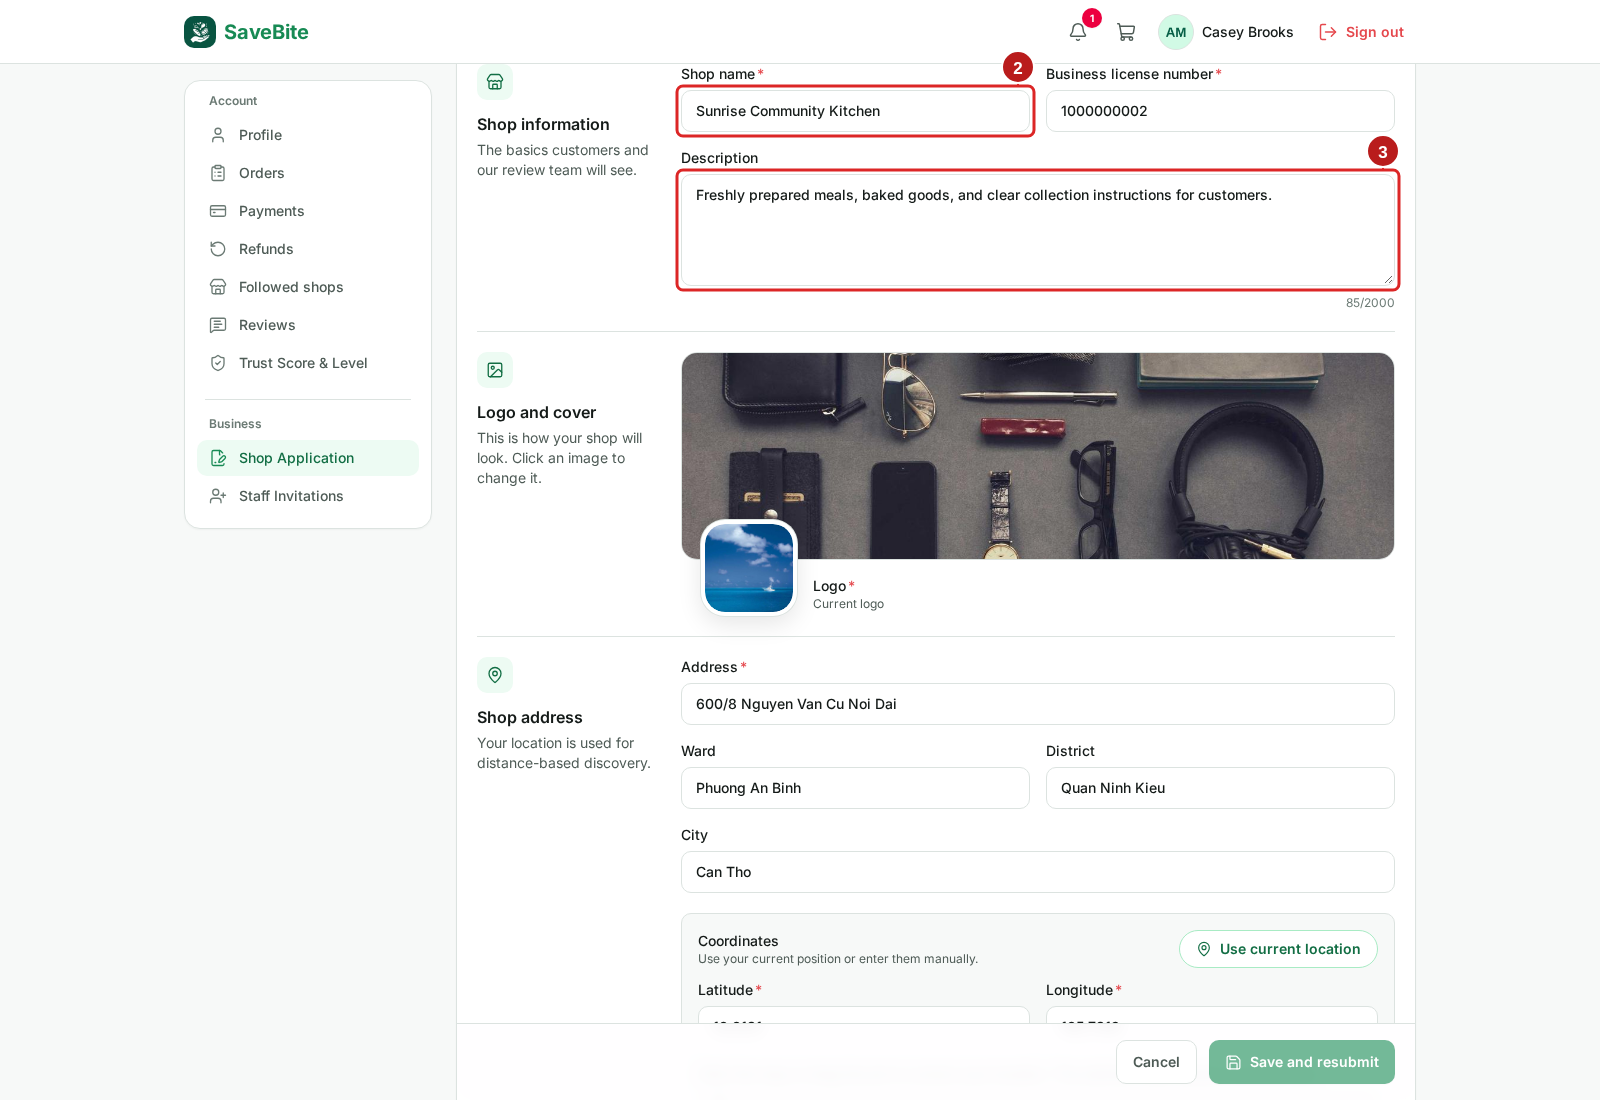 SaveBite
1
AM
Casey Brooks
Sign out
Account
Profile
Orders
Payments
Refunds
Followed shops
Reviews
Trust Score & Level
Business
Shop Application
Staff Invitations
Shop information
The basics customers and
our review team will see.
Shop name*
2
Sunrise Community Kitchen
Business license number*
1000000002
Description
3
Freshly prepared meals, baked goods, and clear collection instructions for customers.
85/2000
Logo and cover
This is how your shop will
look. Click an image to
change it.
Logo*
Current logo
Shop address
Your location is used for
distance-based discovery.
Address*
600/8 Nguyen Van Cu Noi Dai
Ward
Phuong An Binh
District
Quan Ninh Kieu
City
Can Tho
Coordinates
Use your current position or enter them manually.
Use current location
Latitude*
Longitude*
Cancel
Save and resubmit